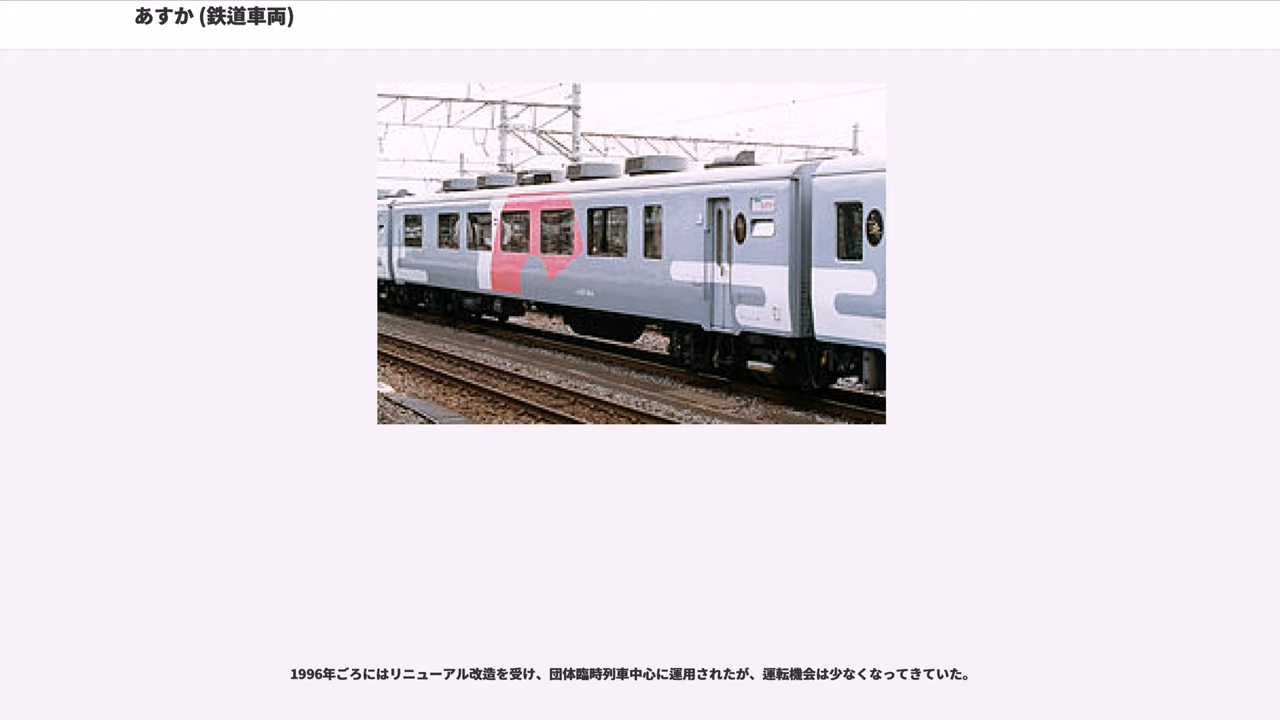 あすか (鉄道車両)
1996年ごろにはリニューアル改造を受け、団体臨時列車中心に運用されたが、運転機会は少なくなってきていた。